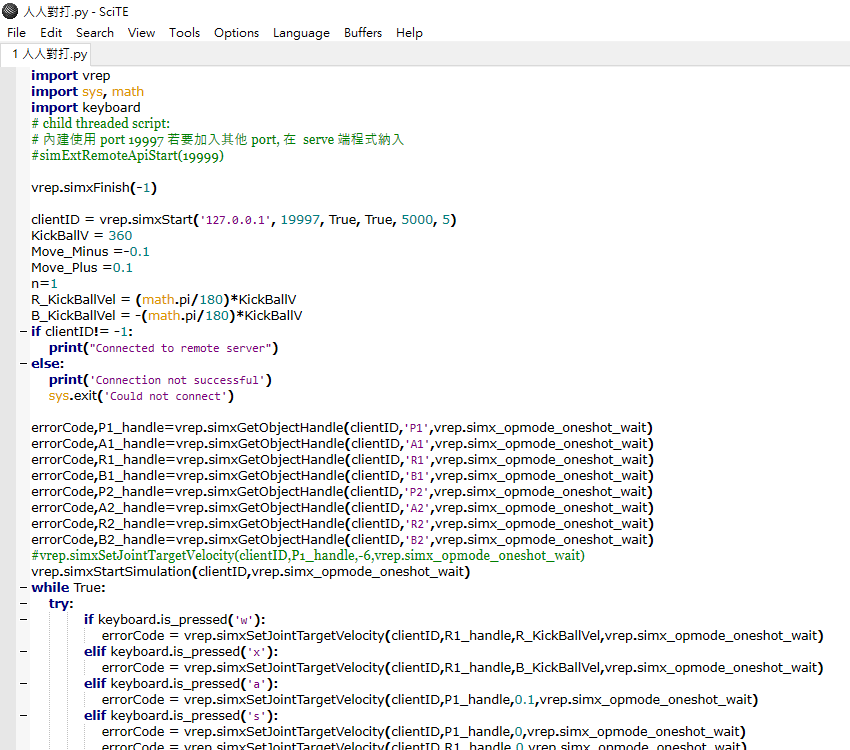 人人對打.py - SciTE
File Edit Search View Tools Options Language Buffers Help
1 人人對打.py
import vrep
import sys, math
import keyboard
# child threaded script:
# 內建使用 port 19997 若要加入其他 port, 在 serve 端程式納入
#simExtRemoteApiStart(19999)
vrep.simxFinish(-1)
clientID = vrep.simxStart('127.0.0.1', 19997, True, True, 5000, 5)
KickBallV = 360
Move_Minus =-0.1
Move_Plus =0.1
n=1
R_KickBallVel = (math.pi/180)*KickBallV
B_KickBallVel = -(math.pi/180)*KickBallV
if clientID!= -1:
print("Connected to remote server")
else:
print('Connection not successful')
sys.exit('Could not connect')
errorCode,P1_handle=vrep.simxGetObjectHandle(clientID,'P1',vrep.simx_opmode_oneshot_wait)
errorCode,A1_handle=vrep.simxGetObjectHandle(clientID,'A1',vrep.simx_opmode_oneshot_wait)
errorCode,R1_handle=vrep.simxGetObjectHandle(clientID,'R1',vrep.simx_opmode_oneshot_wait)
errorCode,B1_handle=vrep.simxGetObjectHandle(clientID,'B1',vrep.simx_opmode_oneshot_wait)
errorCode,P2_handle=vrep.simxGetObjectHandle(clientID,'P2',vrep.simx_opmode_oneshot_wait)
errorCode,A2_handle=vrep.simxGetObjectHandle(clientID,'A2',vrep.simx_opmode_oneshot_wait)
errorCode,R2_handle=vrep.simxGetObjectHandle(clientID,'R2',vrep.simx_opmode_oneshot_wait)
errorCode,B2_handle=vrep.simxGetObjectHandle(clientID,'B2',vrep.simx_opmode_oneshot_wait)
#vrep.simxSetJointTargetVelocity(clientID,P1_handle,-6,vrep.simx_opmode_oneshot_wait)
vrep.simxStartSimulation(clientID,vrep.simx_opmode_oneshot_wait)
while True:
try:
if keyboard.is_pressed('w'):
errorCode = vrep.simxSetJointTargetVelocity(clientID,R1_handle,R_KickBallVel,vrep.simx_opmode_oneshot_wait)
elif keyboard.is_pressed('x'):
errorCode = vrep.simxSetJointTargetVelocity(clientID,R1_handle,B_KickBallVel,vrep.simx_opmode_oneshot_wait)
elif keyboard.is_pressed('a'):
errorCode = vrep.simxSetJointTargetVelocity(clientID,P1_handle,0.1,vrep.simx_opmode_oneshot_wait)
elif keyboard.is_pressed('s'):
errorCode = vrep.simxSetJointTargetVelocity(clientID,P1_handle,0,vrep.simx_opmode_oneshot_wait)
errorCode = vrep.simxSetJointTargetVelocity(clientID,R1_handle,0,vrep.simx_opmode_oneshot_wait)